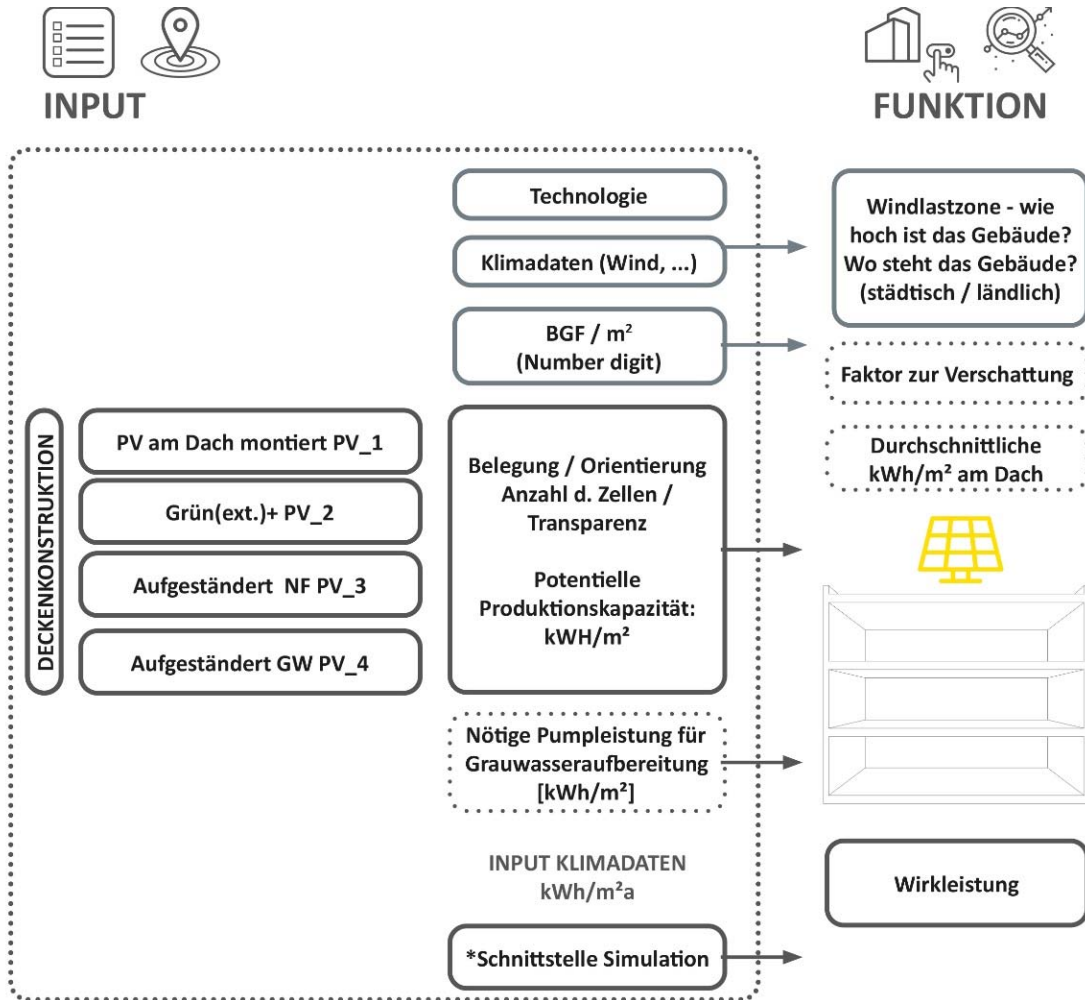 INPUT
FUNKTION
Technologie
Klimadaten (Wind, ...)
BGF / m²
(Number digit)
DECKENKONSTRUKTION
PV am Dach montiert PV_1
Grün(ext.)+ PV_2
Aufgeständert  NF PV_3
Aufgeständert GW PV_4
Belegung / Orientierung
Anzahl d. Zellen /
Transparenz
Potentielle
Produktionskapazität:
kWH/m²
Nötige Pumpleistung für
Grauwasseraufbereitung
[kWh/m²]
INPUT KLIMADATEN
kWh/m²a
*Schnittstelle Simulation
Windlastzone - wie
hoch ist das Gebäude?
Wo steht das Gebäude?
(städtisch / ländlich)
Faktor zur Verschattung
Durchschnittliche
kWh/m² am Dach
Wirkleistung